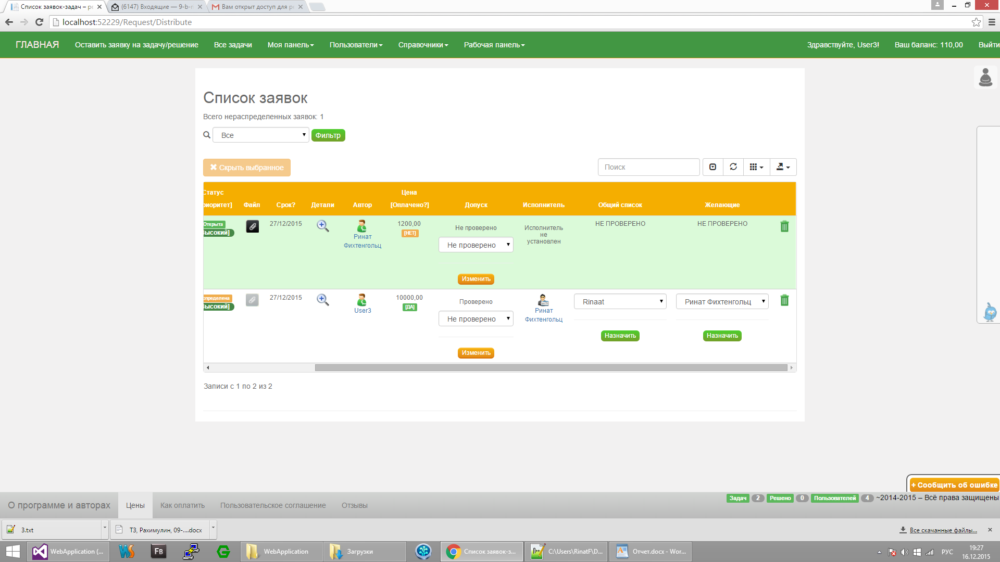 Список заявок-задач – ре
(6147) Входящие — 9-b-n
Вам открыт доступ для ре
localhost:52229/Request/Distribute
ГЛАВНАЯ Оставить заявку на задачу/решение Все задачи Моя панель Пользователи Справочники Рабочая панель Здравствуйте, User3! Ваш баланс: 110,00 Выйти
Список заявок
Всего нераспределенных заявок: 1
Все Фильтр
Скрыть выбранное Поиск
Статус Цена
риоритет] Файл Срок? Детали Автор [Оплачено?] Допуск Исполнитель Общий список Желающие
Открыта 27/12/2015 1200,00 НЕ ПРОВЕРЕНО НЕ ПРОВЕРЕНО
ысокий] [НЕТ] Не проверено Исполнитель
Ринат не
Фихтенгольц Не проверено установлен
Изменить
спределена 27/12/2015 10000,00 Проверено Rinaat Ринат Фихтенгольц
ысокий] [ДА]
User3 Ринат
Не проверено Фихтенгольц
Назначить Назначить
Изменить
Записи с 1 по 2 из 2
+ Сообщить об ошибке
О программе и авторах Цены Как оплатить Пользовательское соглашение Отзывы
Задач 2 Решено 0 Пользователей 4 ~2014-2015 – Всё права защищены
3.txt ТЗ, Рахимулин, 09-....docx Все скачанные файлы...
WebApplication (... FB WebApplication Загрузки Список заявок-з... C:\Users\RinatF\D... Отчет.docx - Wor... РУС 19:27
16.12.2015